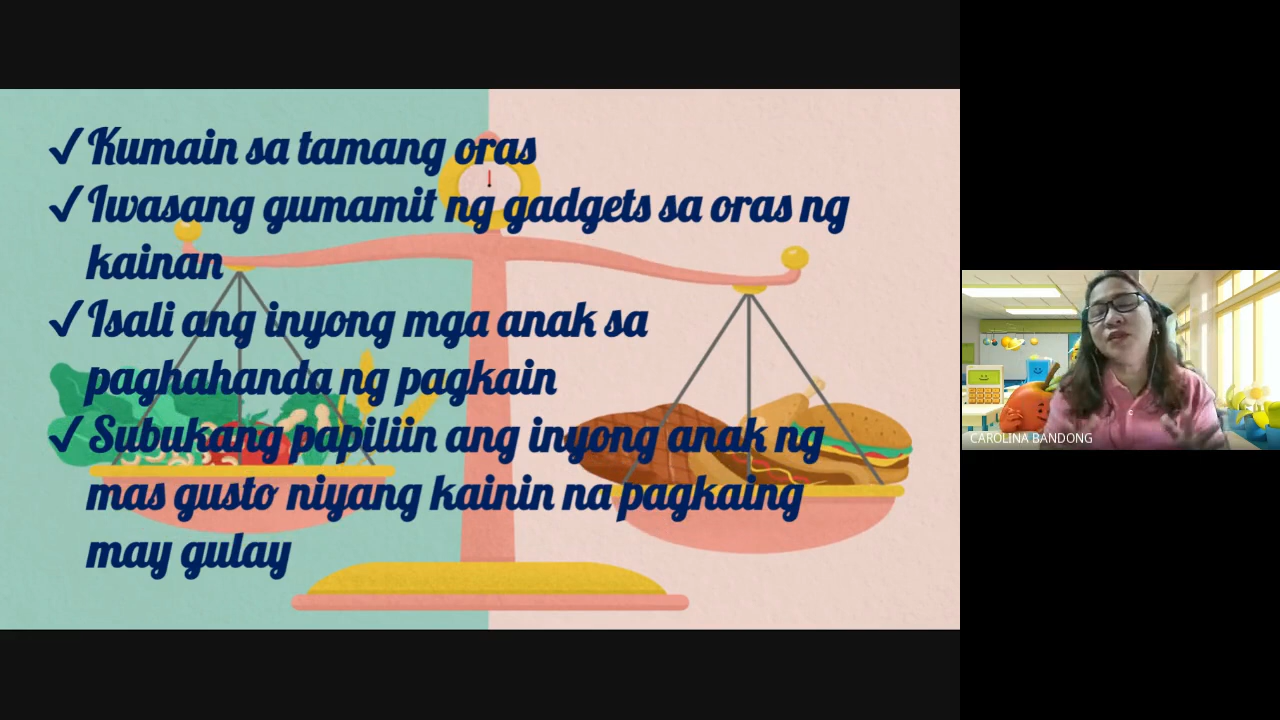 ✓Kumain sa tamang oras
✓Iwasang gumamit ng gadgets sa oras ng
kainan
✓Isali ang inyong mga anak sa
paghahanda ng pagkain
✓Subukang papiliin ang inyong anak ng
mas gusto niyang kainin na pagkaing
may gulay
CAROLINA BANDONG